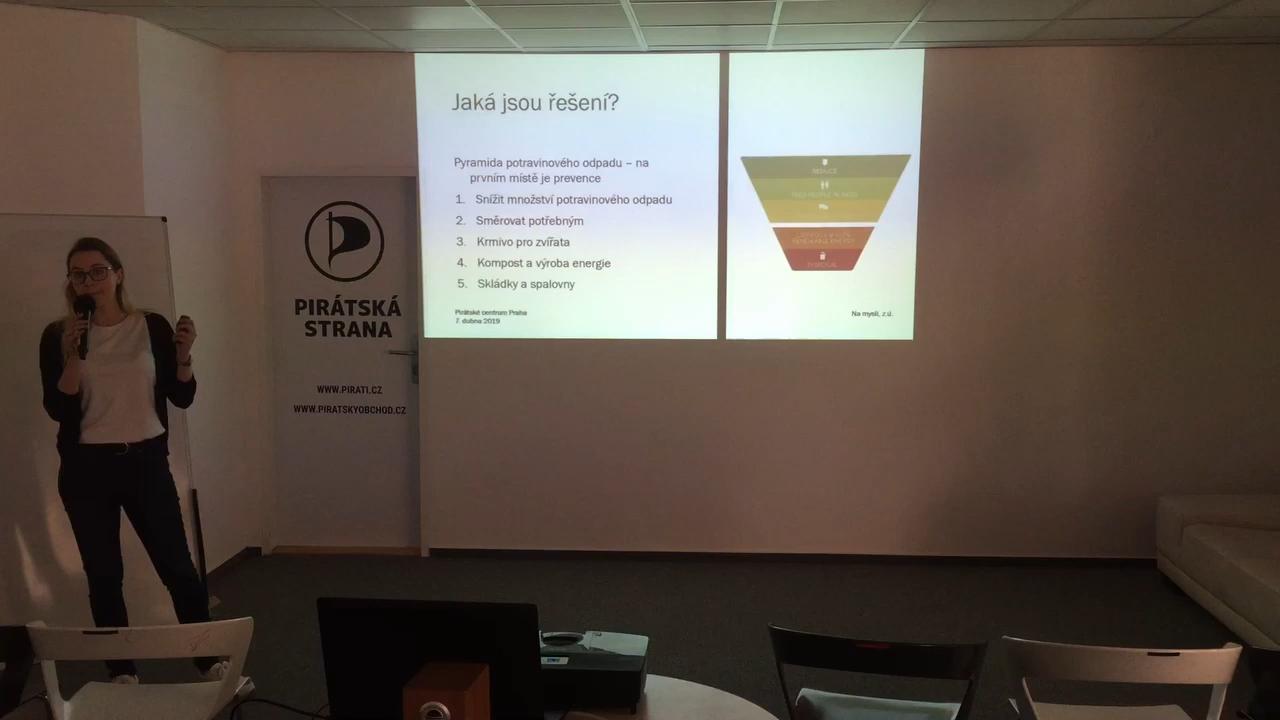 Jaká jsou řešení?
Pyramida potravinového odpadu – na
prvním místě je prevence
1. Snížit množství potravinového odpadu
2. Směrovat potřebným
3. Krmivo pro zvířata
4. Kompost a výroba energie
5. Skládky a spalovny
Pirátské centrum Praha
7. dubna 2019
REDUCE
Na mysli, z.ú.
PIRÁTSKÁ
STRANA
WWW.PIRATI.CZ
WWW.PIRATSKYOBCHOD.CZ